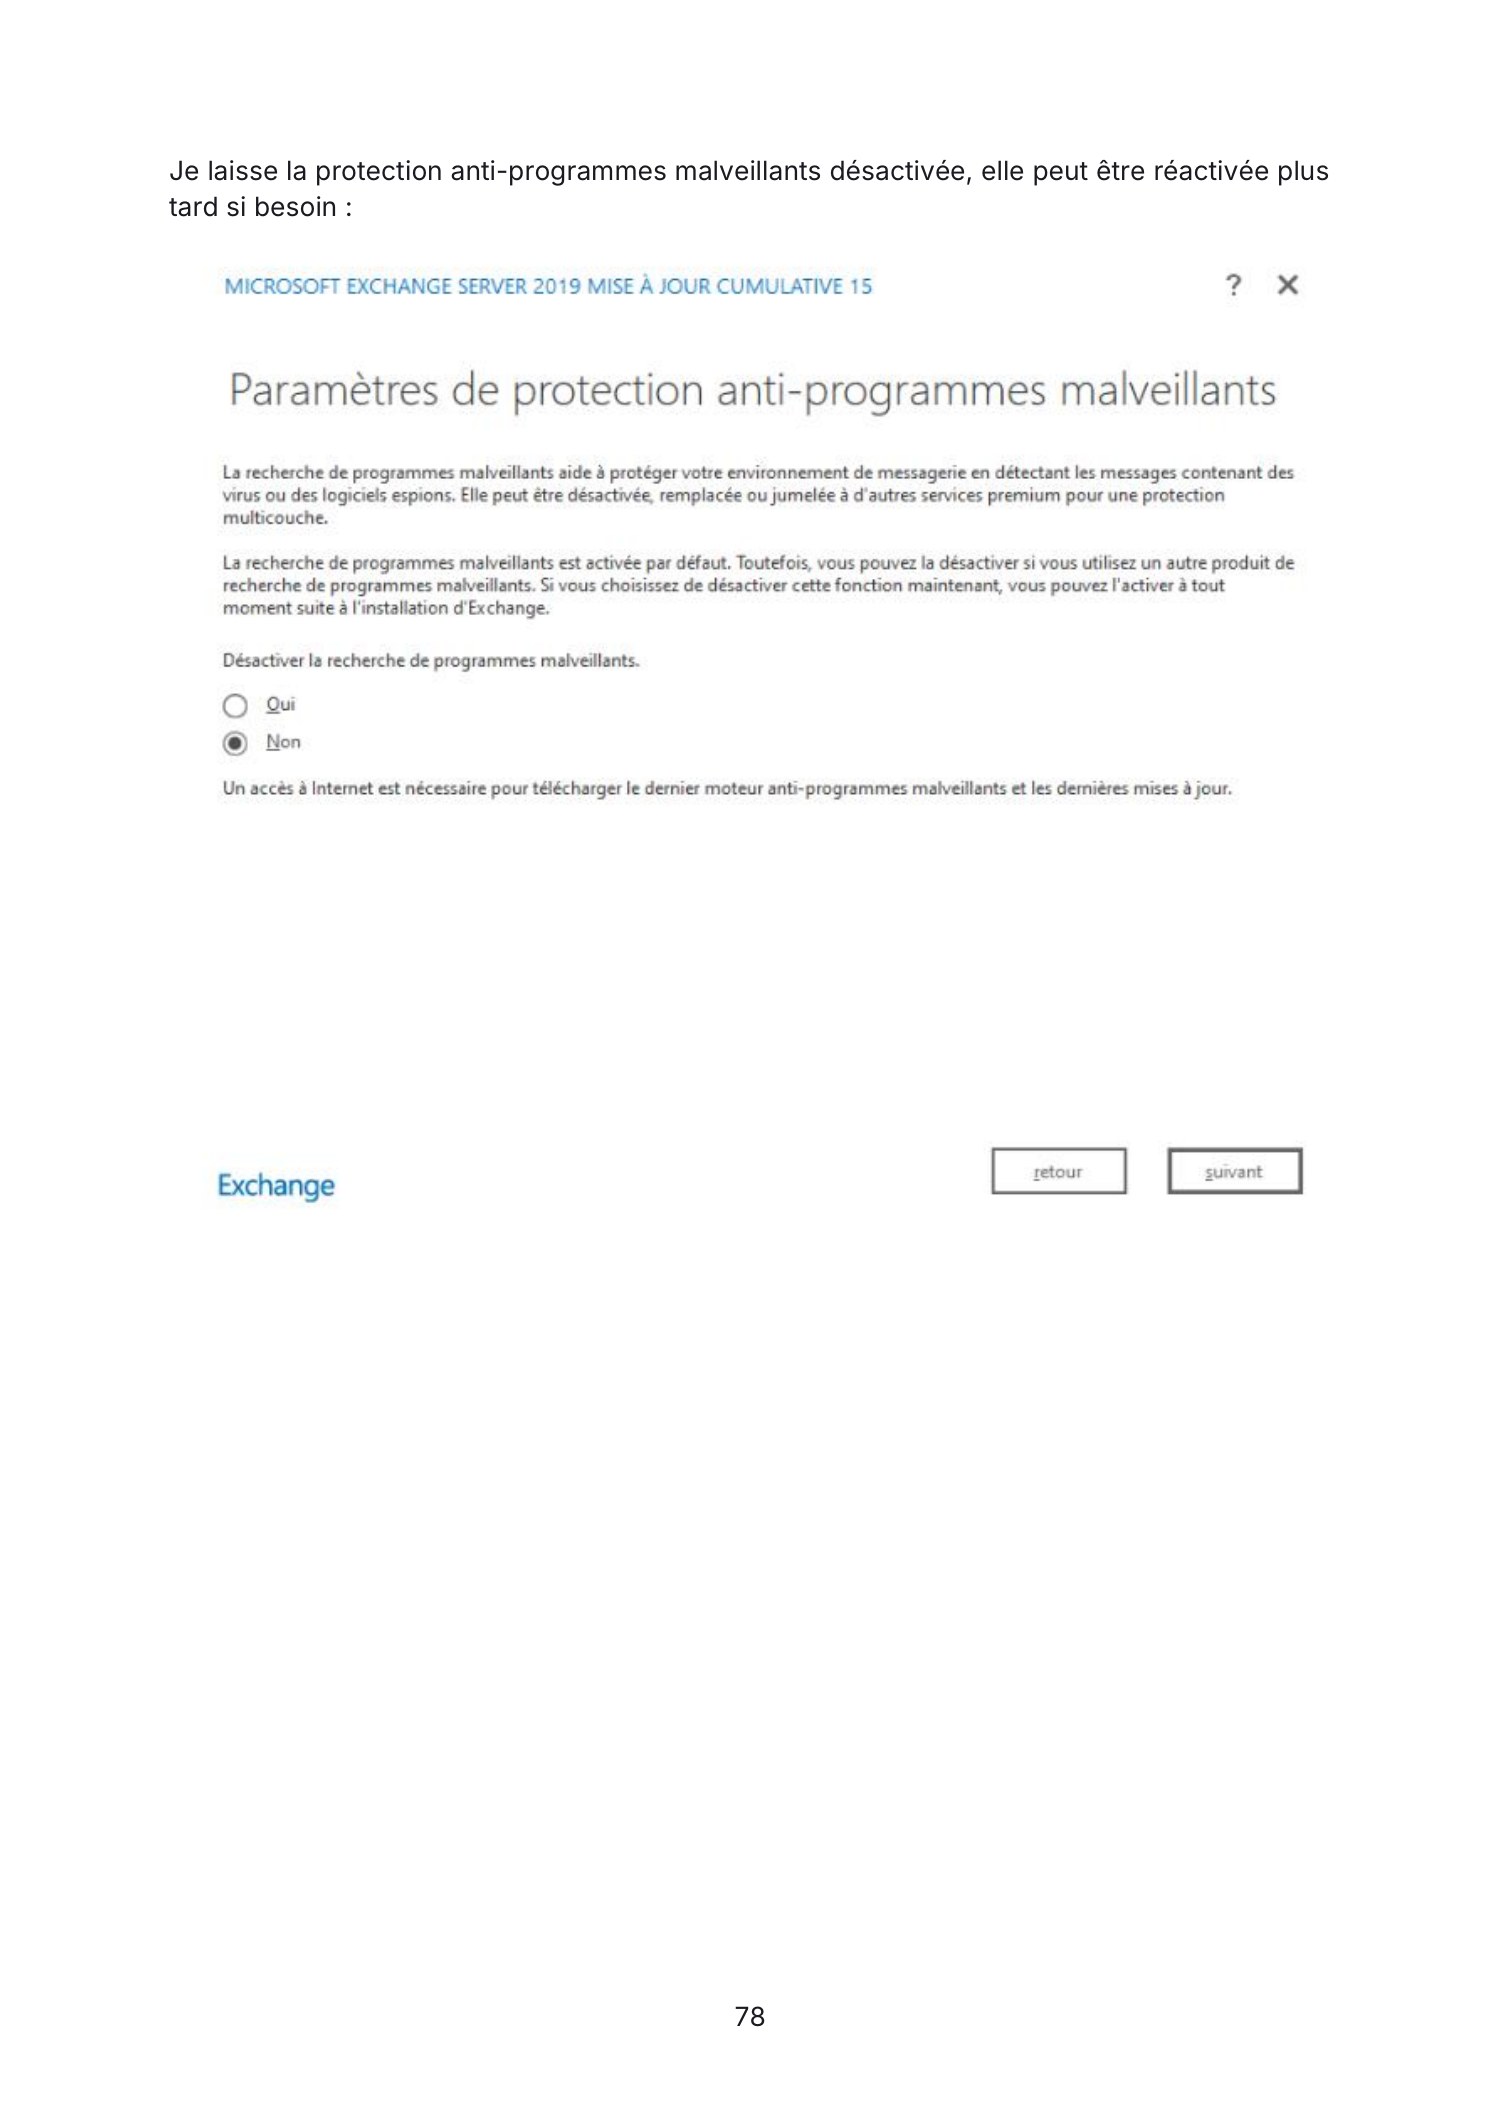 Je laisse la protection anti-programmes malveillants désactivée, elle peut être réactivée plus
tard si besoin :
MICROSOFT EXCHANGE SERVER 2019 MISE À JOUR CUMULATIVE 15
?
Paramètres de protection anti-programmes malveillants
La recherche de programmes malveillants aide à protéger votre environnement de messagerie en détectant les messages contenant des
virus ou des logiciels espions. Elle peut être désactivée, remplacée ou jumelée à d'autres services premium pour une protection
multicouche.
La recherche de programmes malveillants est activée par défaut. Toutefois, vous pouvez la désactiver si vous utilisez un autre produit de
recherche de programmes malveillants. Si vous choisissez de désactiver cette fonction maintenant, vous pouvez l'activer à tout
moment suite à l'installation d'Exchange.
Désactiver la recherche de programmes malveillants.
Oui
Non
Un accès à Internet est nécessaire pour télécharger le dernier moteur anti-programmes malveillants et les dernières mises à jour.
Exchange
retour
suivant
78